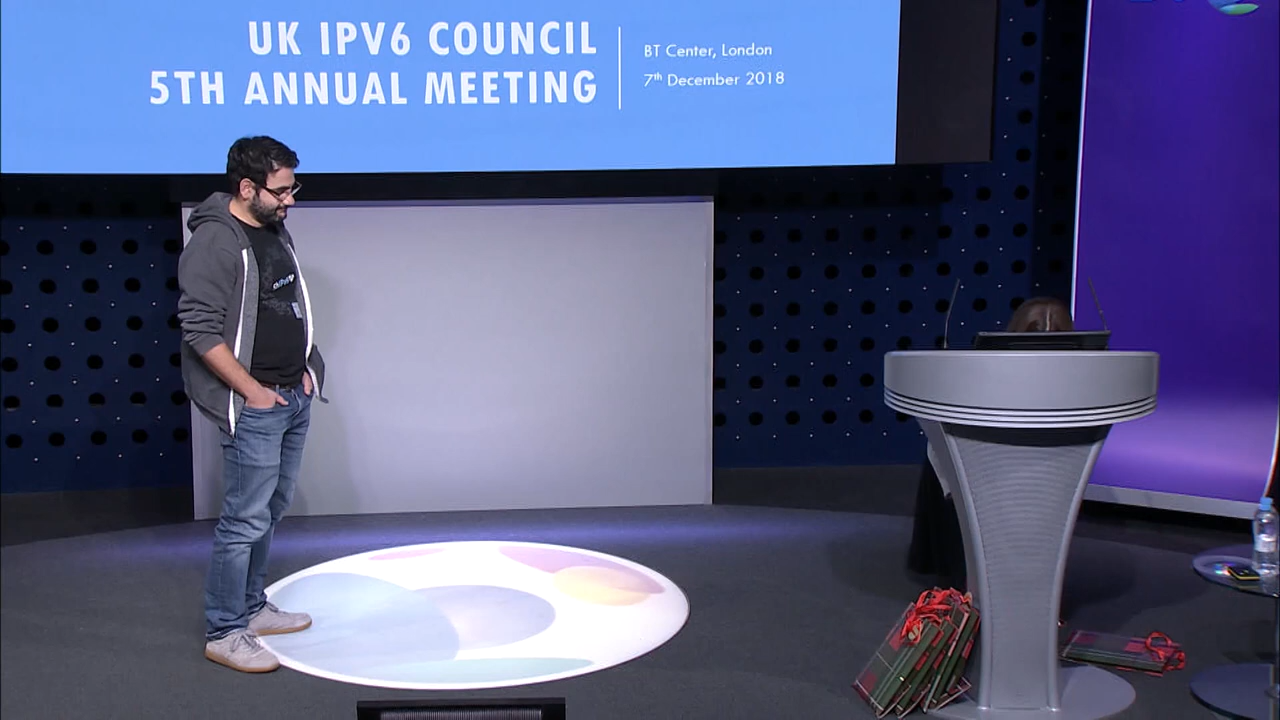 UK IPV6 COUNCIL
5TH ANNUAL MEETING
BT Center, London
7th December 2018